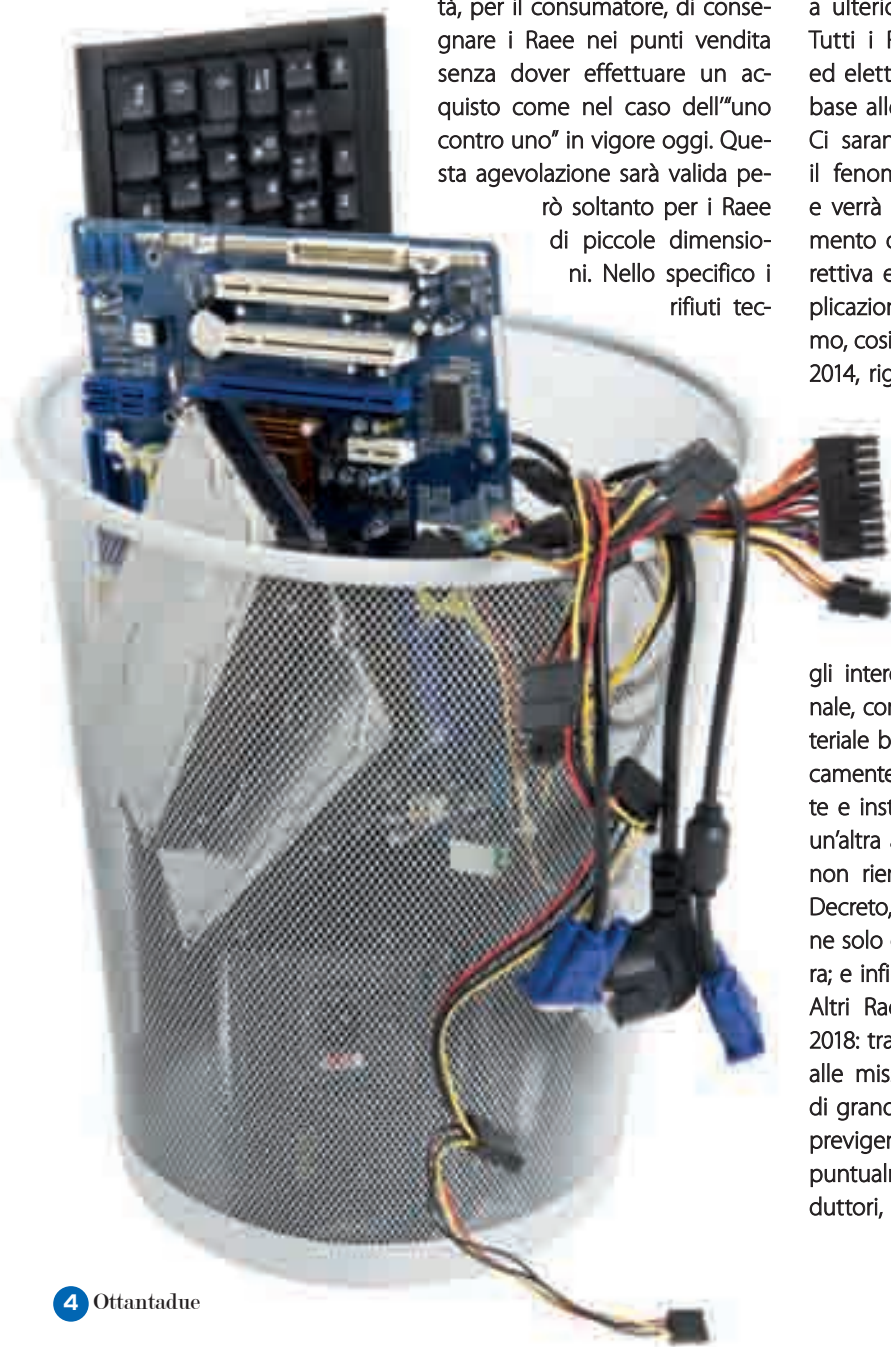 tà, per il consumatore, di conse-
gnare i Raee nei punti vendita
senza dover effettuare un ac-
quisto come nel caso dell’“uno
contro uno” in vigore oggi. Que-
sta agevolazione sarà valida pe-
rò soltanto per i Raee
di piccole dimensio-
ni. Nello specifico i
rifiuti tec-
a ulterio
Tutti i
ed elett
base all
Ci saran
il fenom
e verrà
mento
rettiva e
plicazion
mo, così
2014, rig
gli inter
nale, con
teriale b
camente
te e inst
un’altra
non rien
Decreto,
ne solo
ra; e infi
Altri Rae
2018: tra
alle mis
di grand
previger
puntualm
duttori,
4 Ottantadue